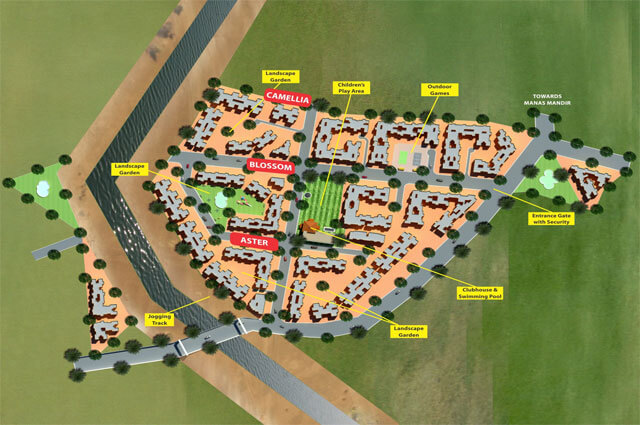 Landscape
Garden
CAMELLIA
Children's
Play Area
Outdoor
Games
TOWARDS
MANAS MANDIR
Landscape
Garden
BLOSSOM
Entrance Gate
with Security
ASTER
Clubhouse &
Swimming Pool
Jogging
Track
Landscape
Garden